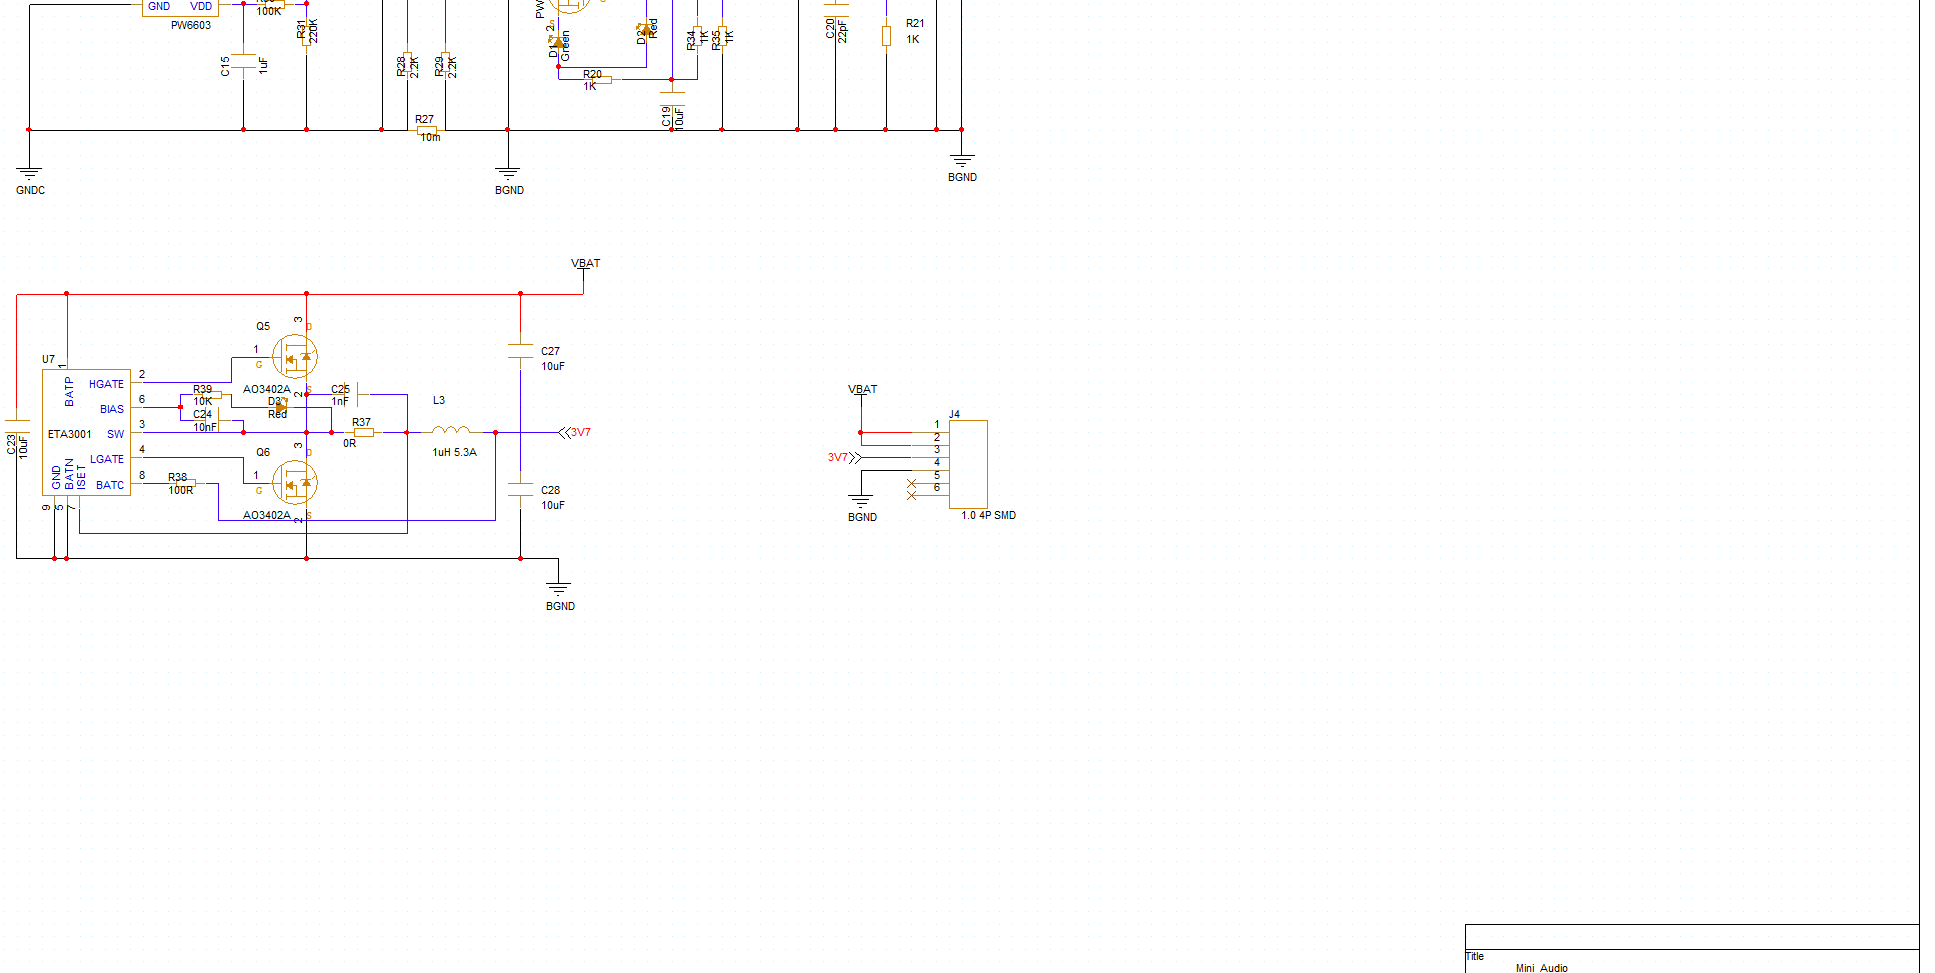 GND VDD
100K
PW6603
R31
220K
C15
1uF
R28
2.2K
R29
2.2K
R27
10m
2
D1
Green
D2
Red
R20
1K
R34
1K
R35
1K
C19
10uF
C20
22pF
R21
1K
GNDC
BGND
BGND
VBAT
U7
1
BATP
HGATE 2
BIAS 6
SW 3
LGATE 4
BATC 8
ETA3001
GND
BATN
ISET
9
5
7
C23
10uF
Q5
3
D
1
G
AO3402A
2
S
R39
10K
D3
Red
C24
10nF
C25
1nF
R37
0R
L3
1uH 5.3A
3V7
Q6
3
D
1
G
AO3402A
2
S
R38
100R
C27
10uF
C28
10uF
BGND
VBAT
J4
1
2
3V7 3
4
5
6
BGND
1.0 4P SMD
Title
Mini Audio